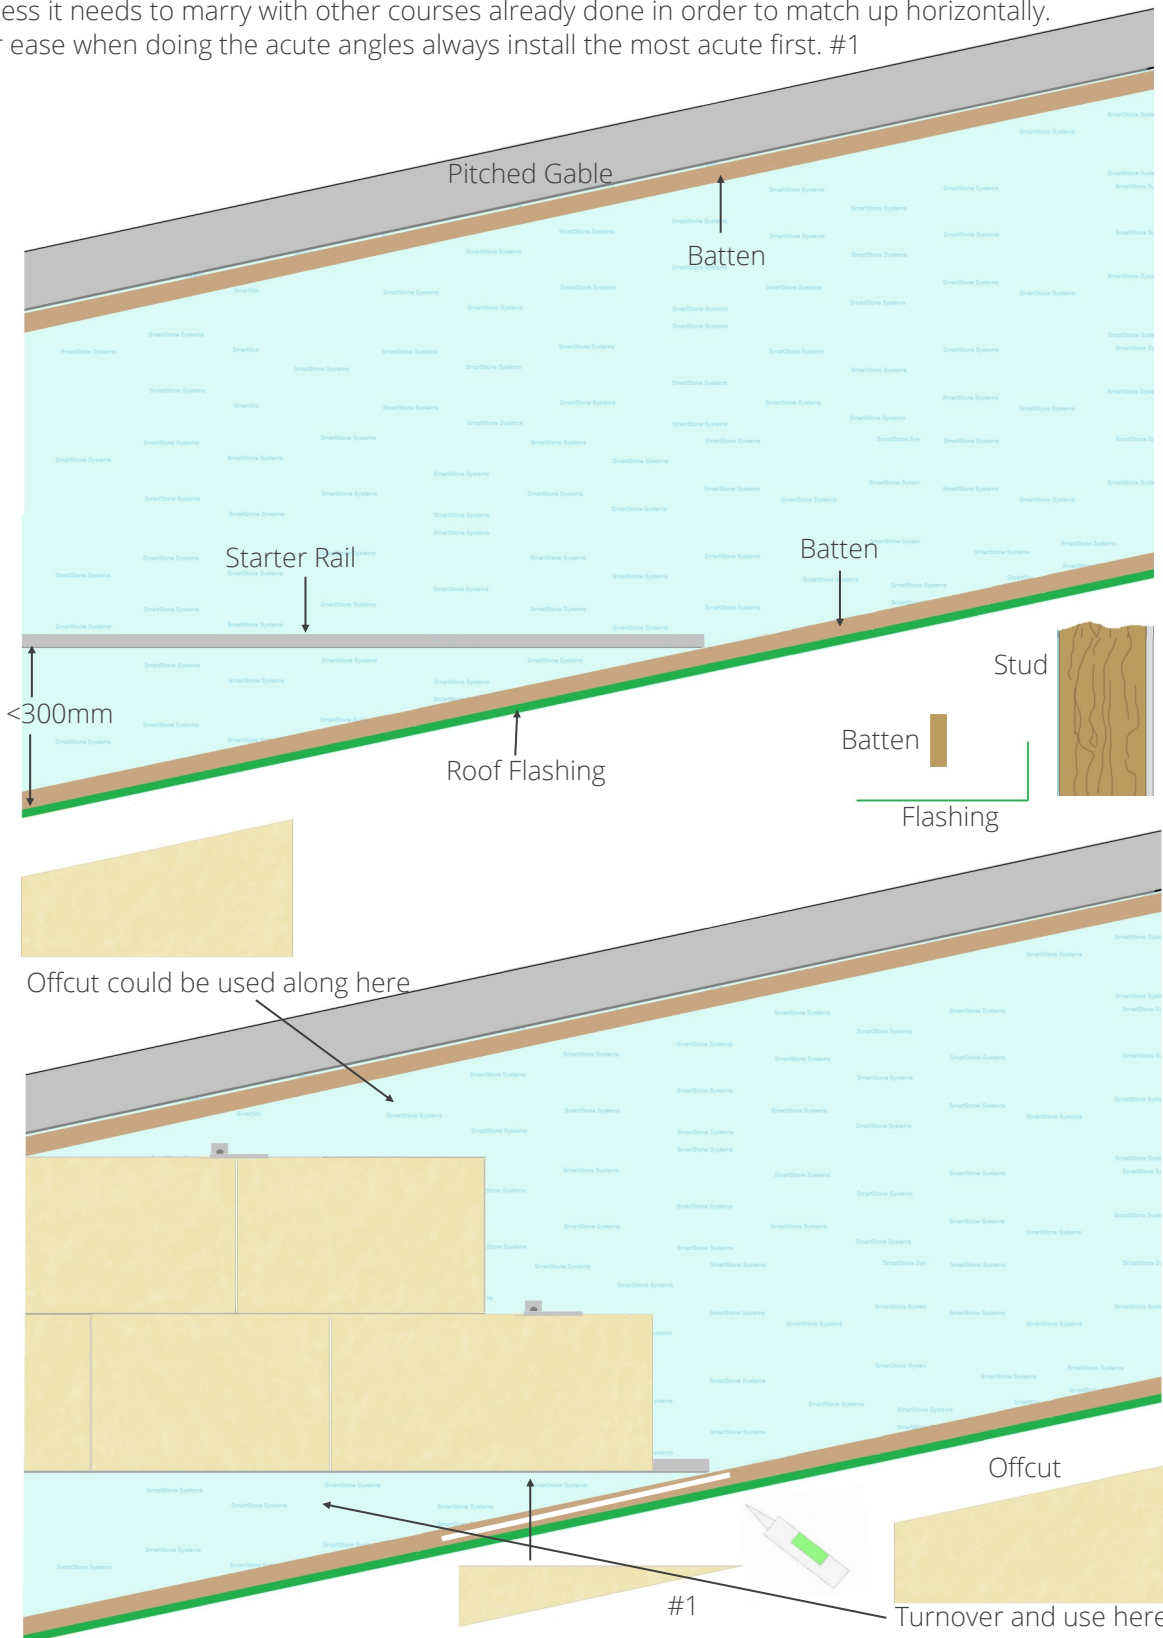 ess it needs to marry with other courses already done in order to match up horizontally.
r ease when doing the acute angles always install the most acute first. #1
Pitched Gable
Batten
Starter Rail
Batten
Stud
<300mm
Batten
Roof Flashing
Flashing
Offcut could be used along here
SmartStone Systems
Offcut
#1
Turnover and use here